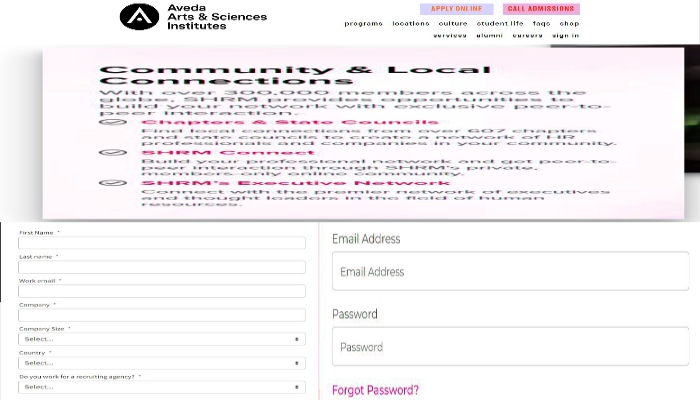 Aveda
Arts & Sciences
Institutes
APPLY ONLINE
CALL ADMISSIONS
programs locations culture student life faqs shop
services alumni careers sign in
Community & Local
Connections
With over 300,000 members across the
globe, SHRM provides opportunities to
build your network with exclusive peer-to-
peer interaction.
Chapters & State Councils
Find local connections from over 607 chapters
and state councils to create a network of HR
professionals and companies in your community.
SHRM Connect
Build your professional network and get peer-to-
peer interaction through SHRM's private,
members-only online community.
SHRM's Executive Network
Connect with the premier network of executives
and thought leaders in the field of human
resources.
First Name *
Last name *
Work email *
Company *
Company Size *
Select...
Country *
Select...
Do you work for a recruiting agency? *
Select...
Email Address
Email Address
Password
Password
Forgot Password?